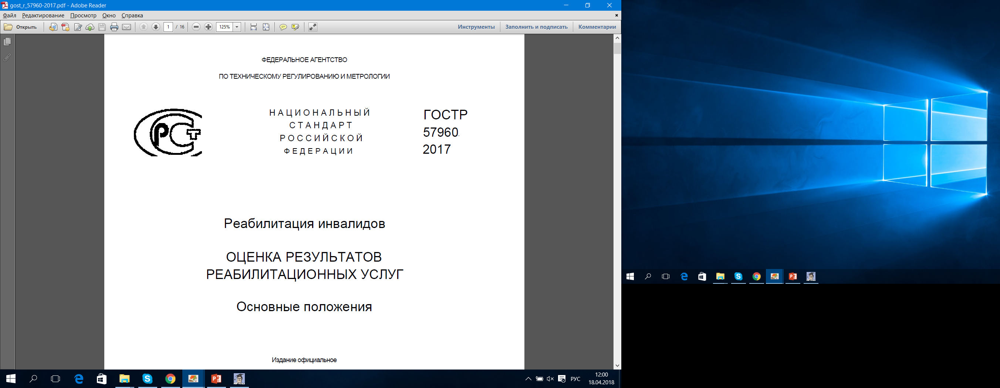 gost_r_57960-2017.pdf - Adobe Reader
Файл Редактирование Просмотр Окно Справка
Открыть 1 / 16 125% Инструменты Заполнить и подписать Комментарии
ФЕДЕРАЛЬНОЕ АГЕНТСТВО
ПО ТЕХНИЧЕСКОМУ РЕГУЛИРОВАНИЮ И МЕТРОЛОГИИ
РСТ
НАЦИОНАЛЬНЫЙ
СТАНДАРТ
РОССИЙСКОЙ
ФЕДЕРАЦИИ
ГОСТР
57960.
2017
Реабилитация инвалидов
ОЦЕНКА РЕЗУЛЬТАТОВ
РЕАБИЛИТАЦИОННЫХ УСЛУГ
Основные положения
Издание официальное
РУС
12:00
18.04.2018